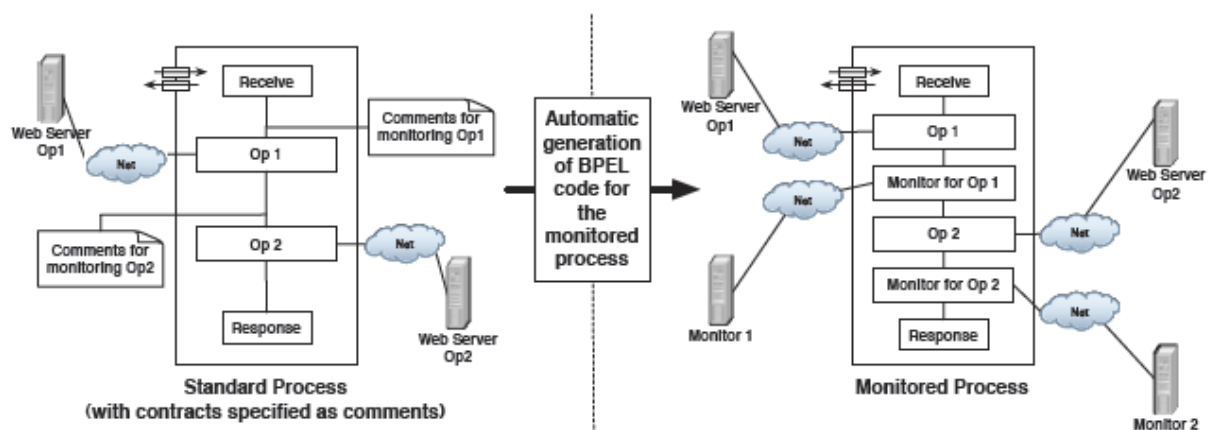 Receive
Web Server
Op1
Comments for
monitoring Op1
Op 1
Net
Comments for
monitoring Op2
Op 2
Net
Response
Web Server
Op2
Standard Process
(with contracts specified as comments)
Automatic
generation
of BPEL
code for
the
monitored
process
Web Server
Op1
Receive
Net
Op 1
Monitor for Op 1
Net
Web Server
Op2
Op 2
Net
Monitor for Op 2
Monitor 1
Net
Response
Monitored Process
Monitor 2